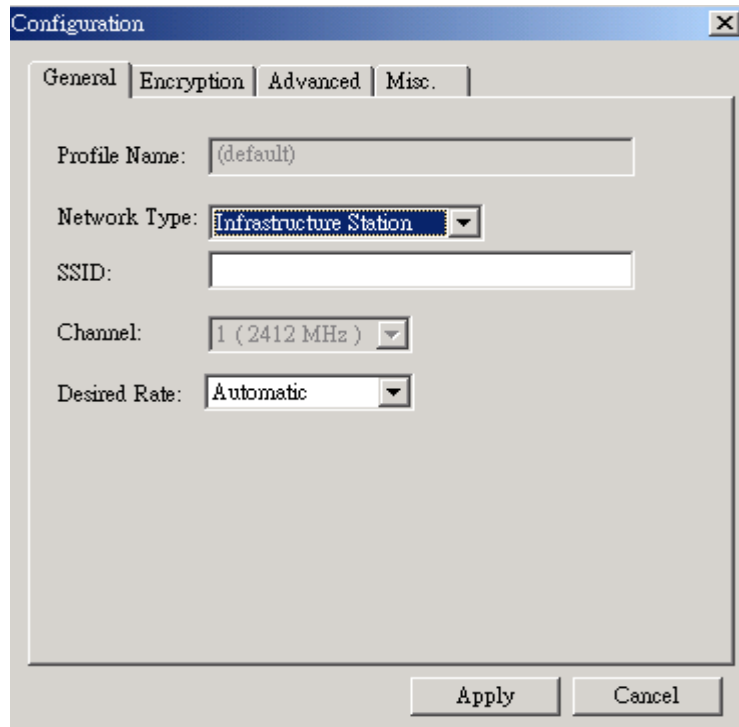 Configuration
General Encryption Advanced Misc.
Profile Name: (default)
Network Type: Infrastructure Station
SSID:
Channel: 1 ( 2412 MHz )
Desired Rate: Automatic
Apply Cancel